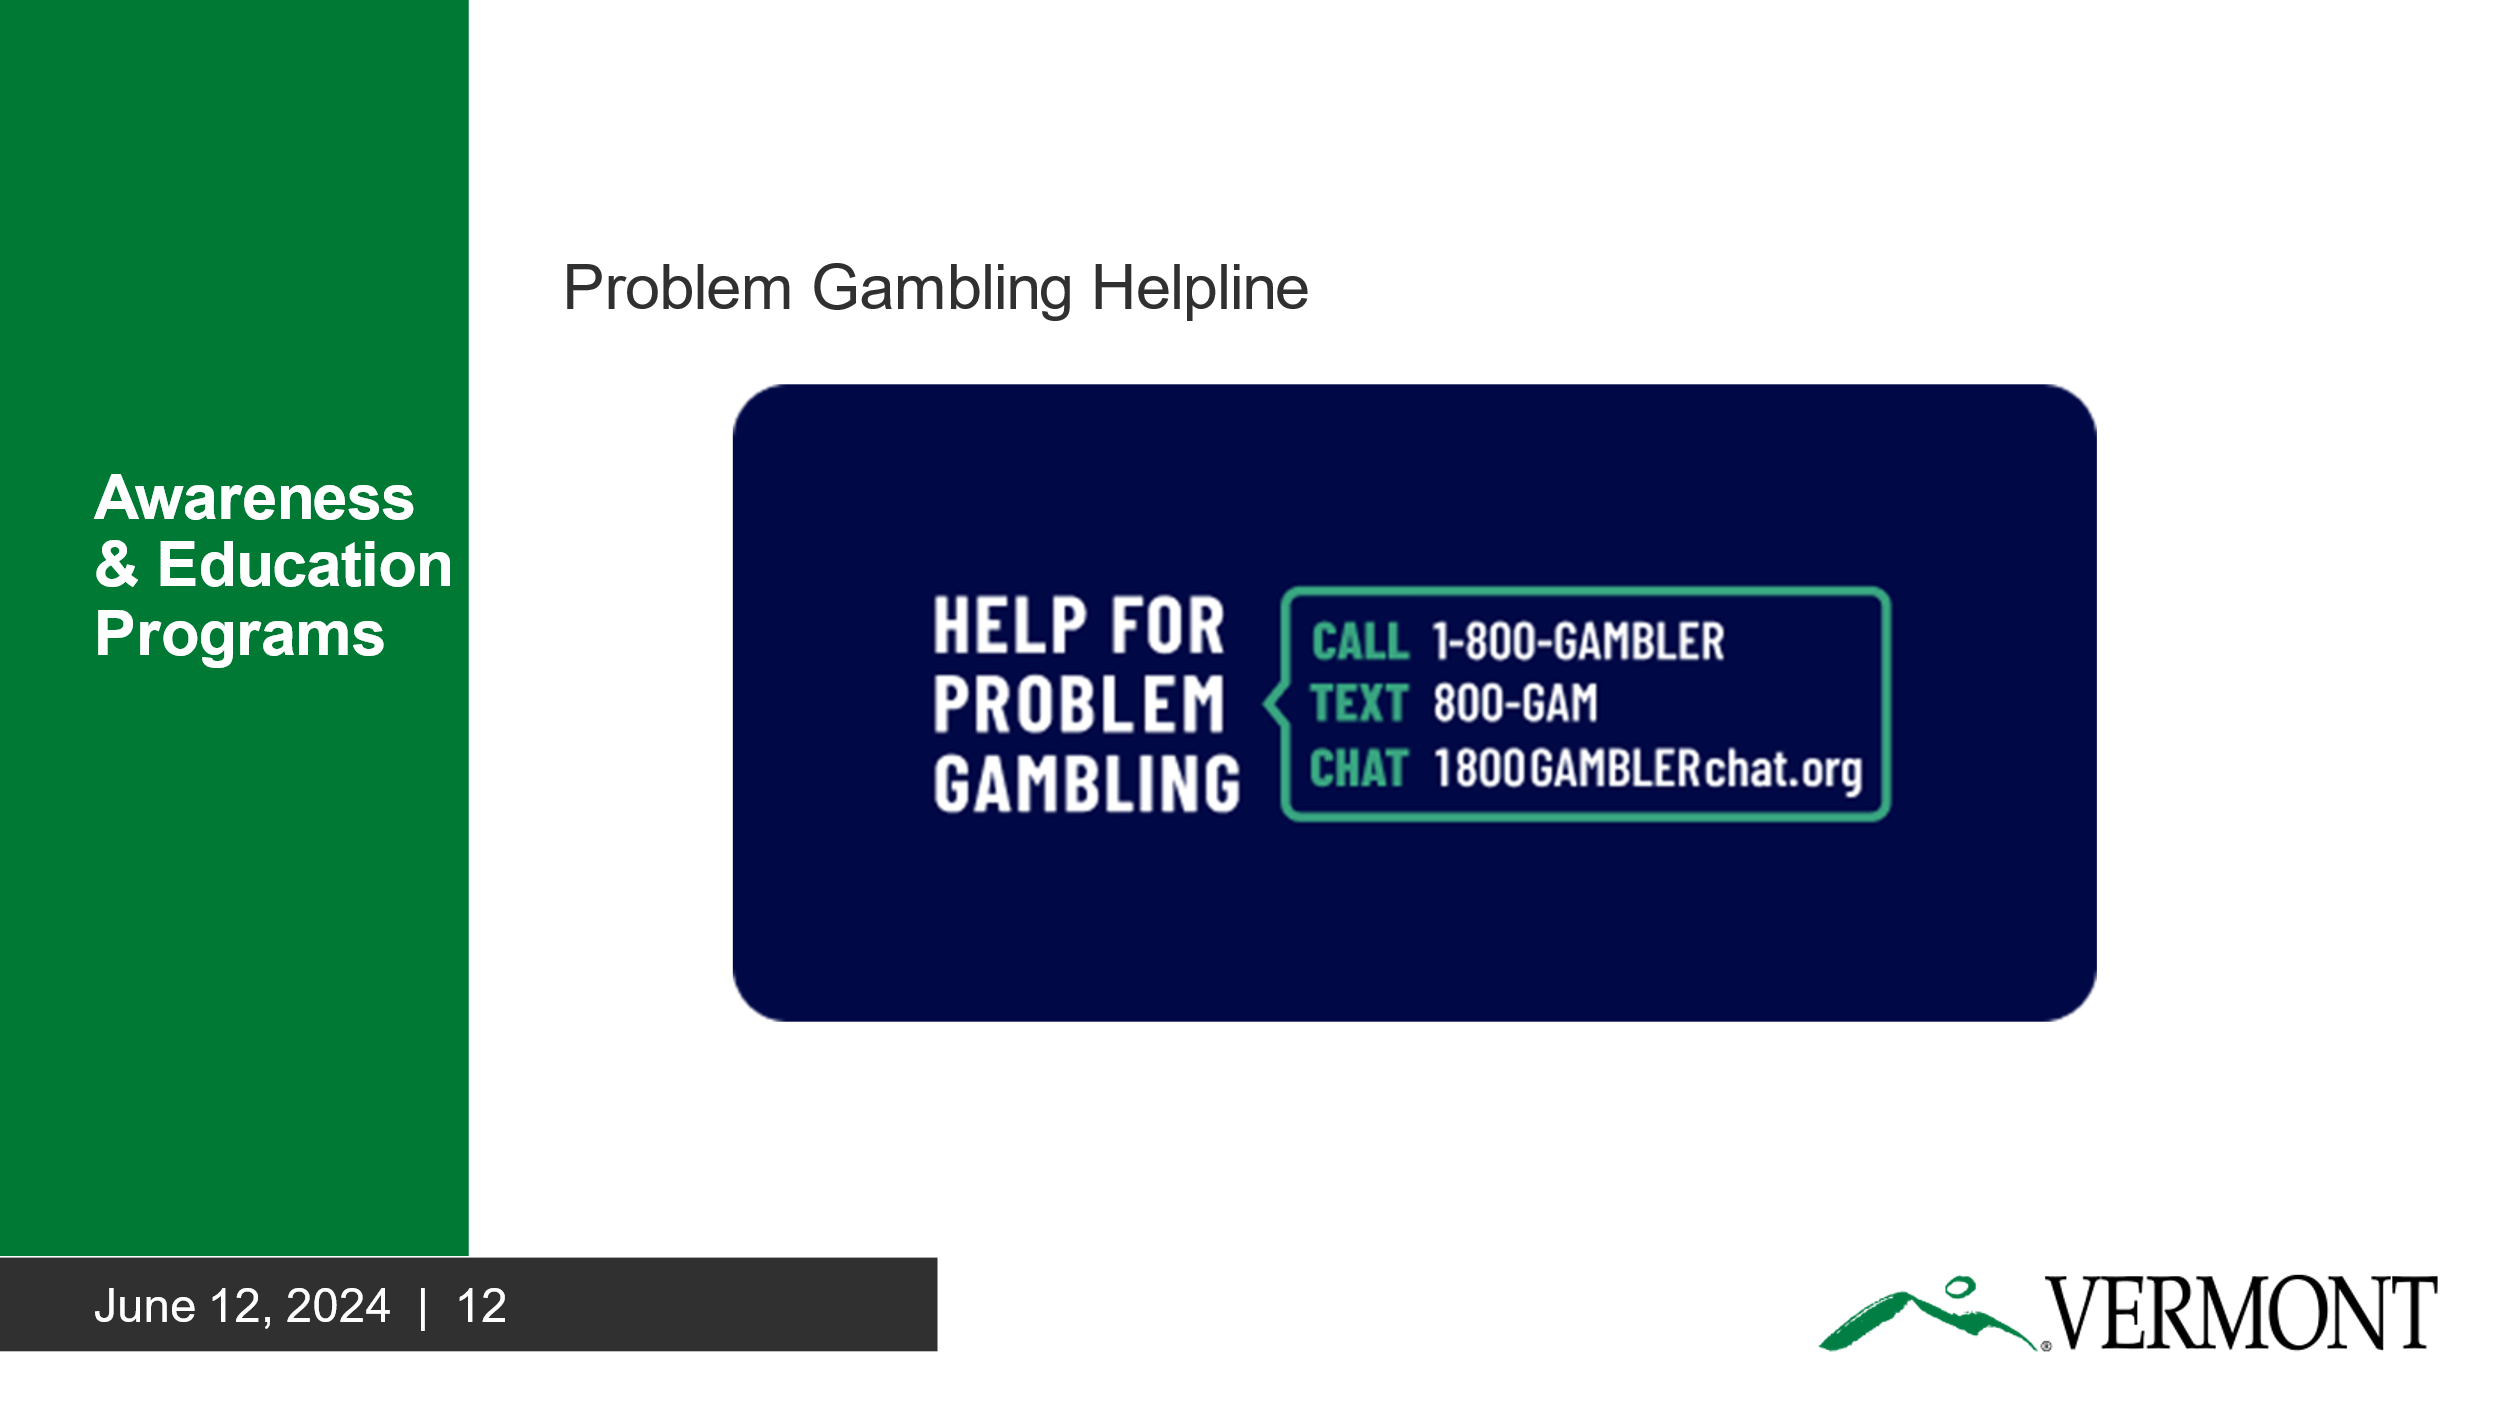 Awareness
& Education
Programs
Problem Gambling Helpline
HELP FOR
PROBLEM
GAMBLING
CALL 1-800-GAMBLER
TEXT 800-GAM
CHAT 1800GAMBLERchat.org
June 12, 2024 | 12
VERMONT